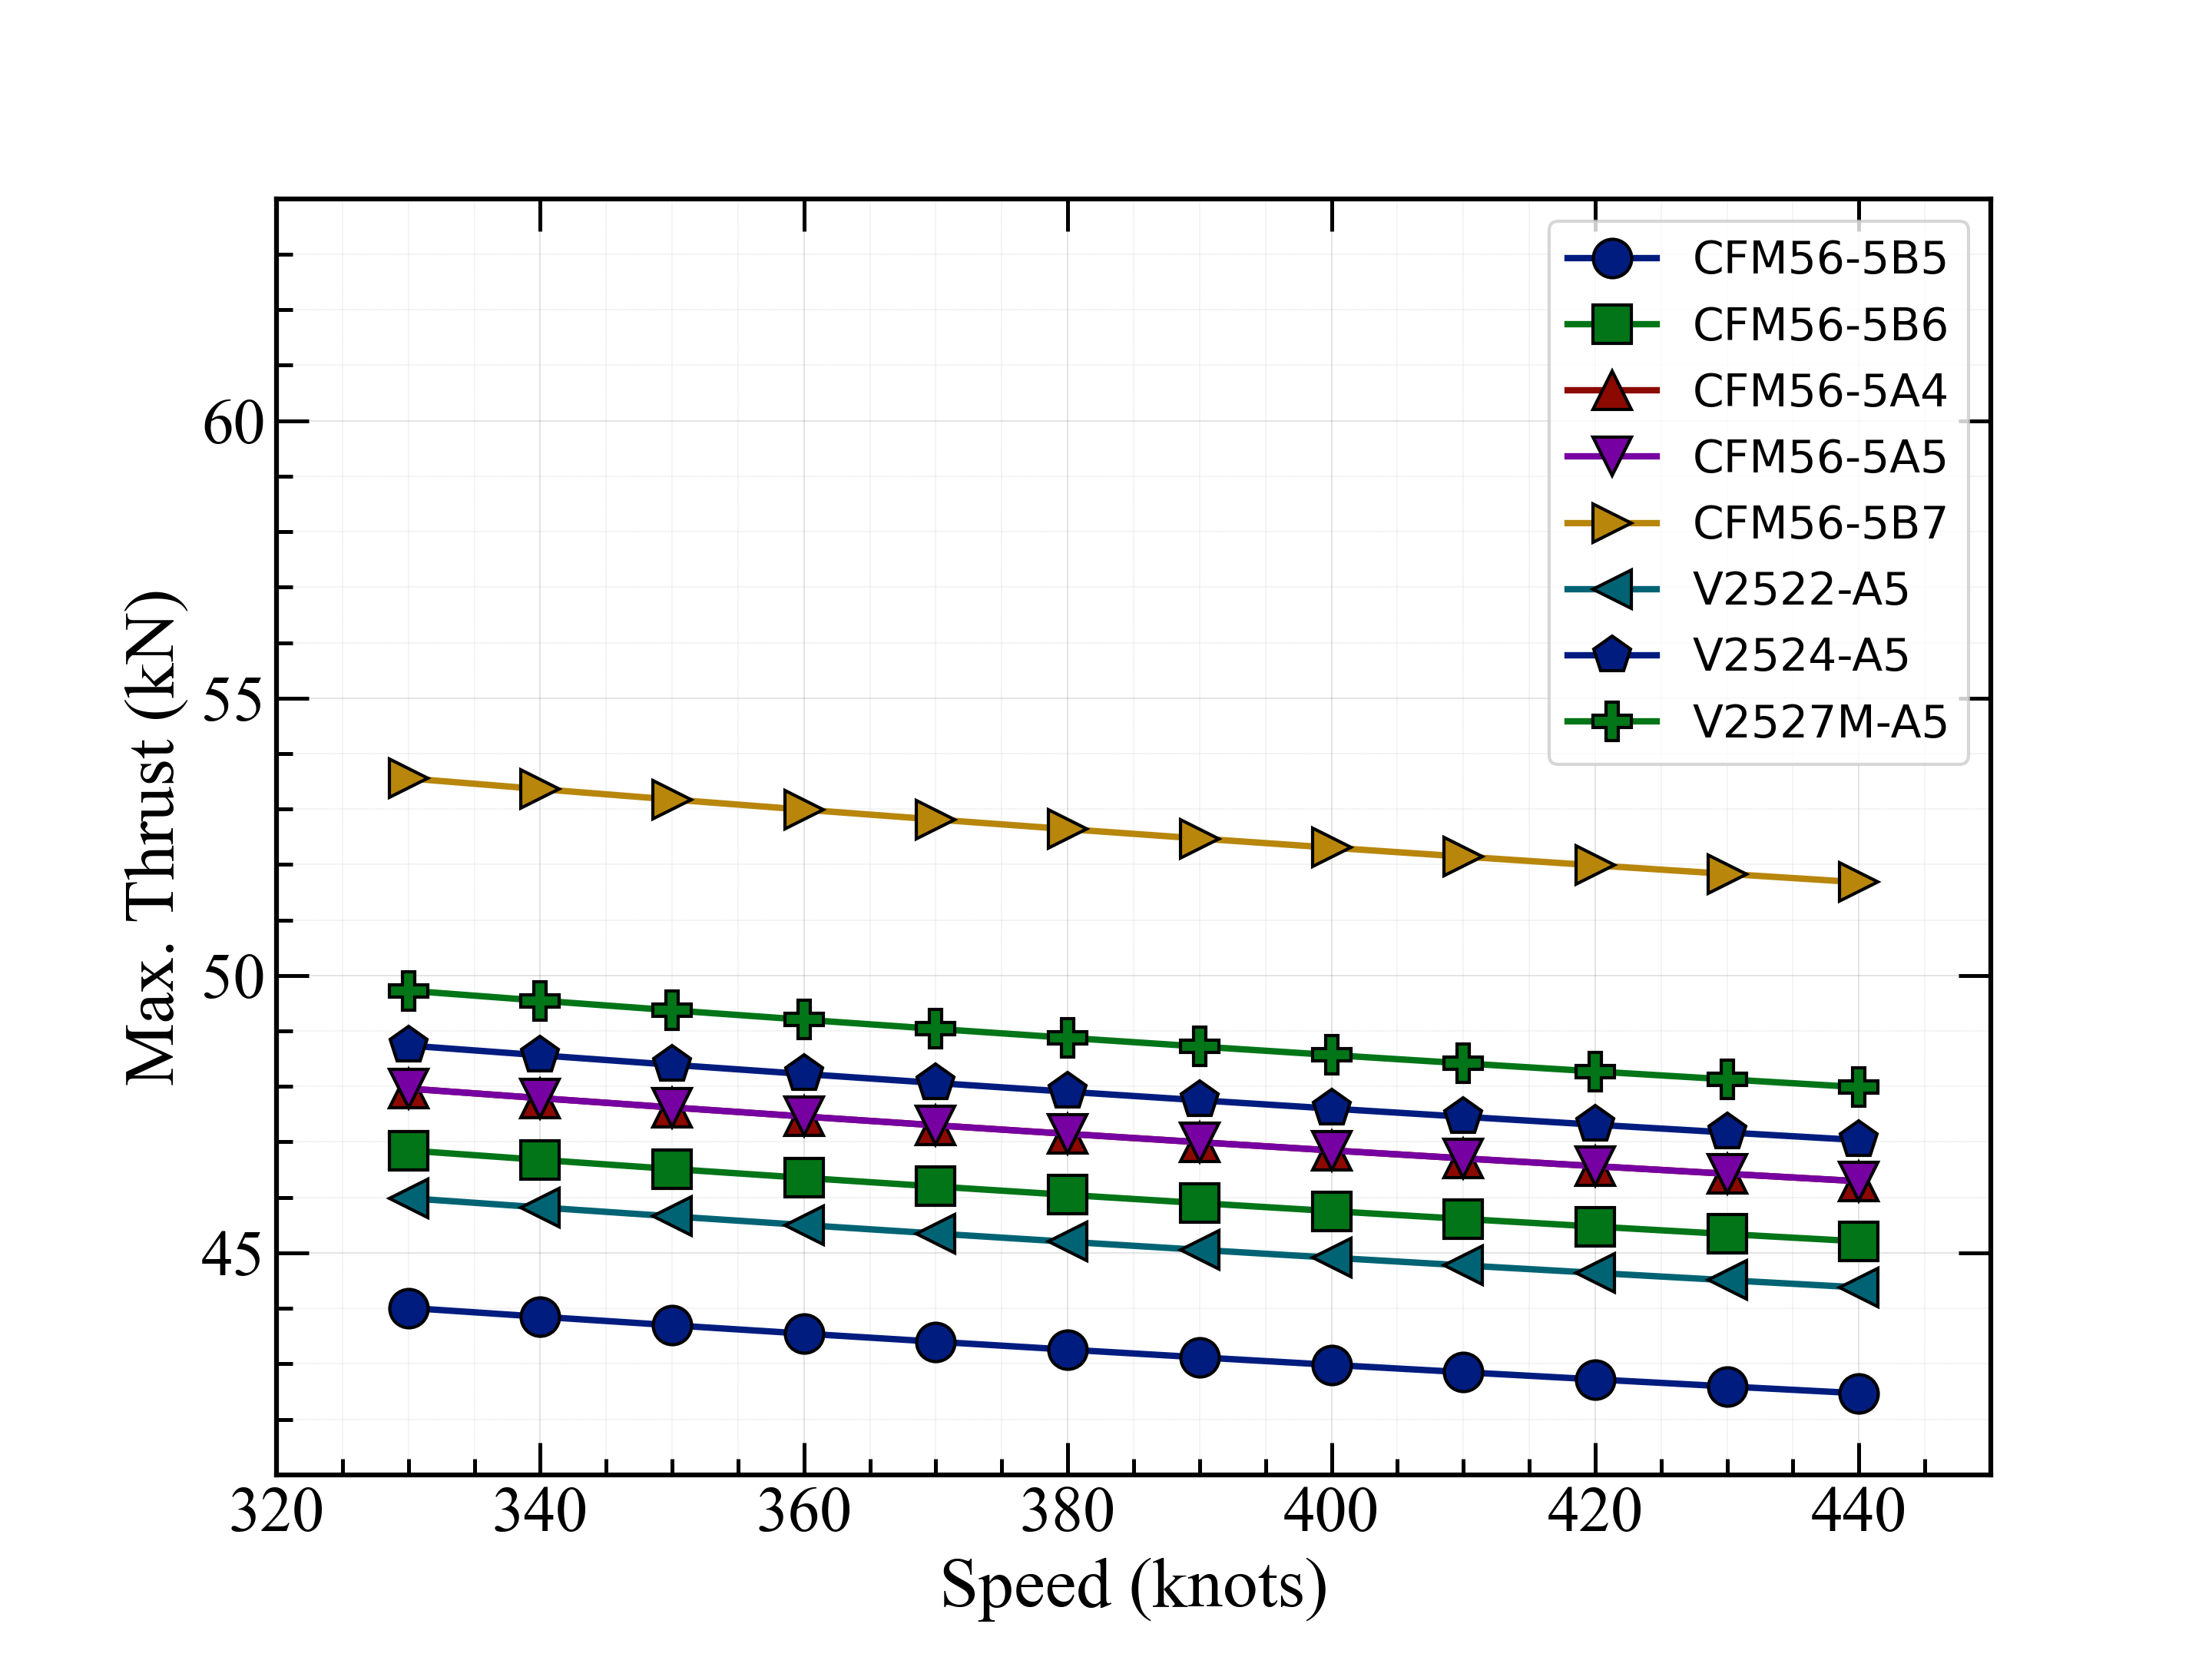 CFM56-5B5
CFM56-5B6
CFM56-5A4
CFM56-5A5
CFM56-5B7
V2522-A5
V2524-A5
V2527M-A5
60
55
50
45
Max. Thrust (kN)
320 340 360 380 400 420 440
Speed (knots)